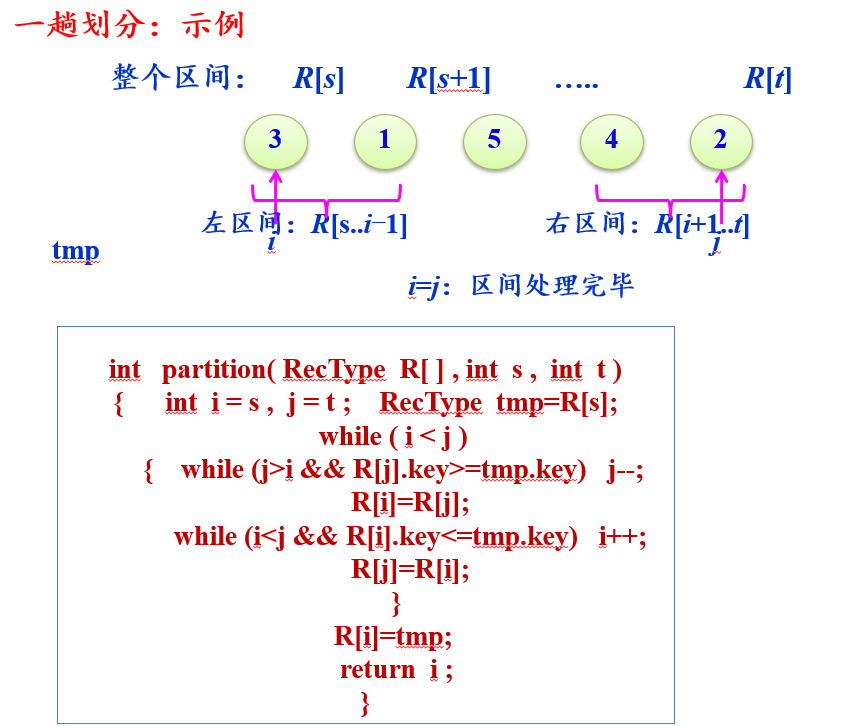 一趟划分：示例
整个区间： R[s] R[s+1] ….. R[t]
3 1 5 4 2
左区间：R[s..i−1] 右区间：R[i+1..t]
i j
tmp
i=j：区间处理完毕
int partition( RecType R[ ] , int s , int t )
{ int i = s , j = t ; RecType tmp=R[s];
while ( i < j )
{ while (j>i && R[j].key>=tmp.key) j--;
R[i]=R[j];
while (i<j && R[i].key<=tmp.key) i++;
R[j]=R[i];
}
R[i]=tmp;
return i ;
}